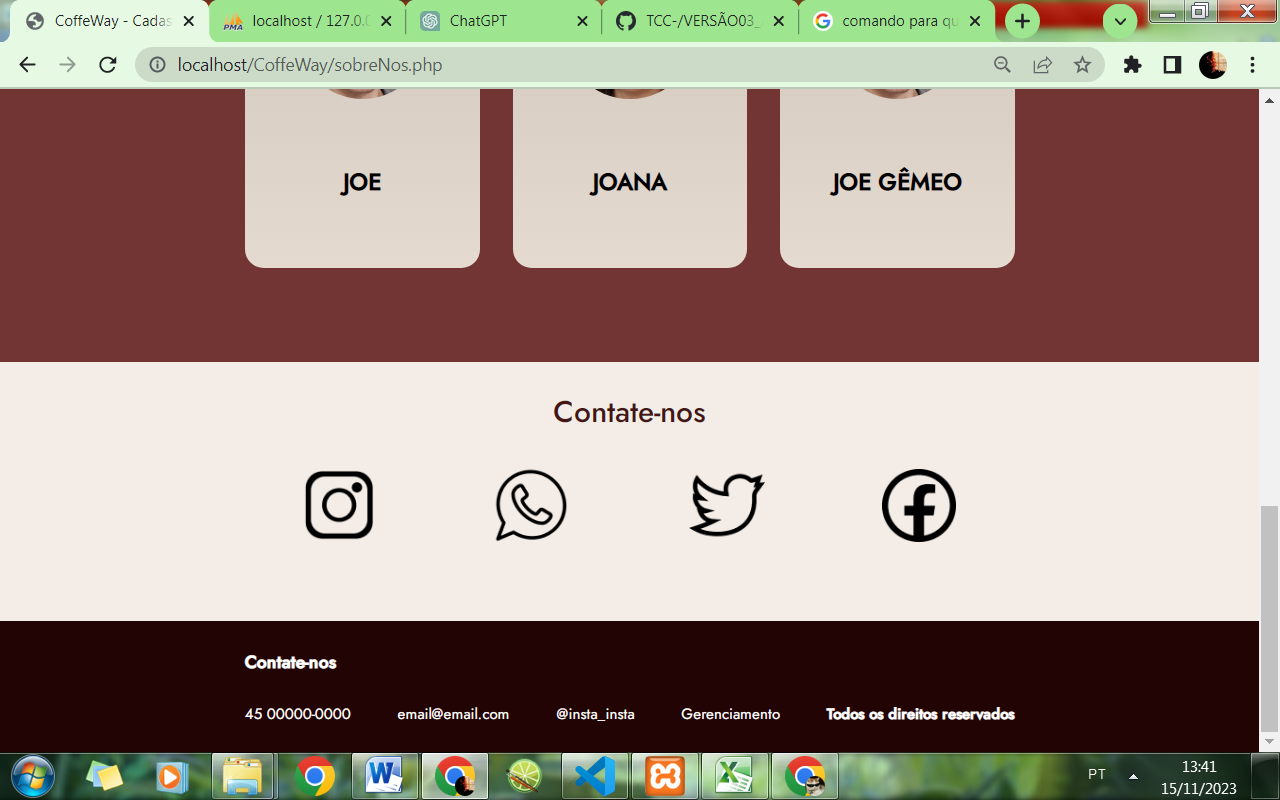 CoffeWay - Cadas
localhost / 127.0.0
ChatGPT
TCC-/VERSÃO03_
comando para qu
localhost/CoffeWay/sobreNos.php
JOE
JOANA
JOE GÊMEO
Contate-nos
Contate-nos
45 00000-0000
email@email.com
@insta_insta
Gerenciamento
Todos os direitos reservados
PT
13:41
15/11/2023